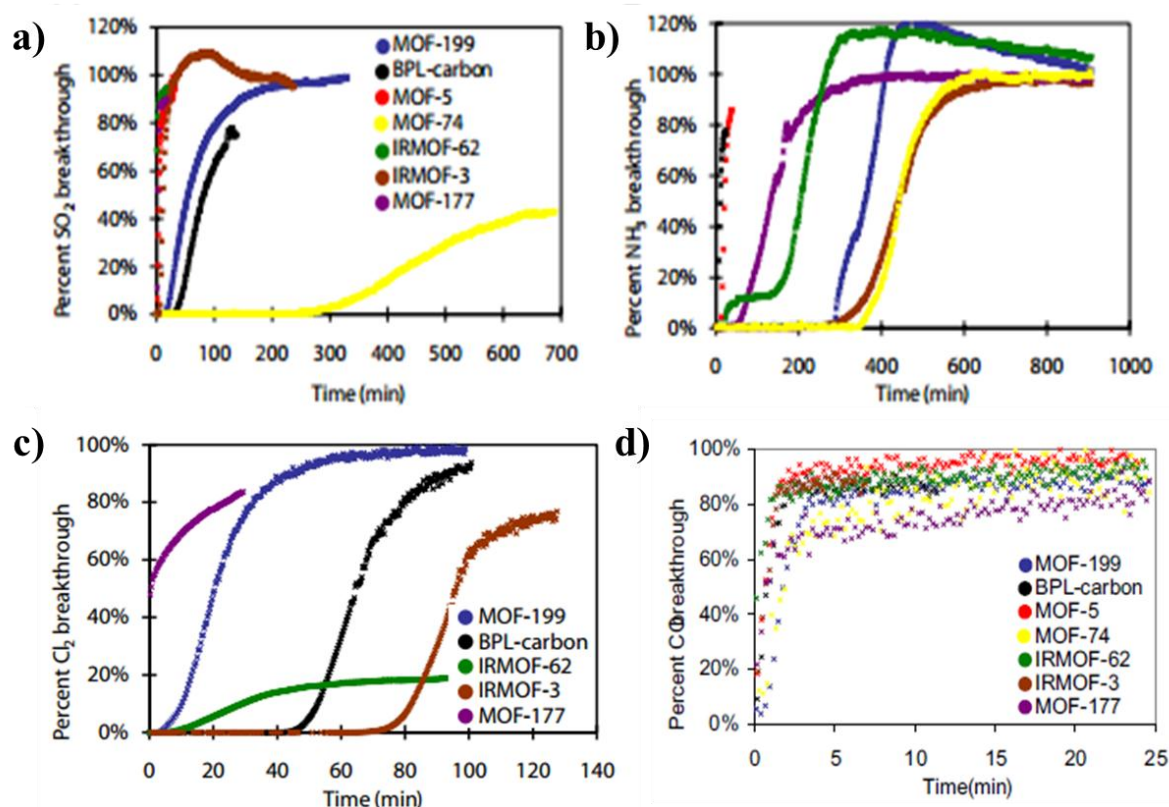 a)
120%
100%
80%
60%
40%
20%
0%
Percent SO2 breakthrough
MOF-199
BPL-carbon
MOF-5
MOF-74
IRMOF-62
IRMOF-3
MOF-177
0 100 200 300 400 500 600 700
Time (min)
b)
120%
100%
80%
60%
40%
20%
0%
Percent NH3 breakthrough
0 200 400 600 800 1000
Time (min)
c)
100%
80%
60%
40%
20%
0%
Percent Cl2 breakthrough
MOF-199
BPL-carbon
IRMOF-62
IRMOF-3
MOF-177
0 20 40 60 80 100 120 140
Time (min)
d)
100%
80%
60%
40%
20%
0%
Percent breakthrough
MOF-199
BPL-carbon
MOF-5
MOF-74
IRMOF-62
IRMOF-3
MOF-177
0 5 10 15 20 25
Time(min)